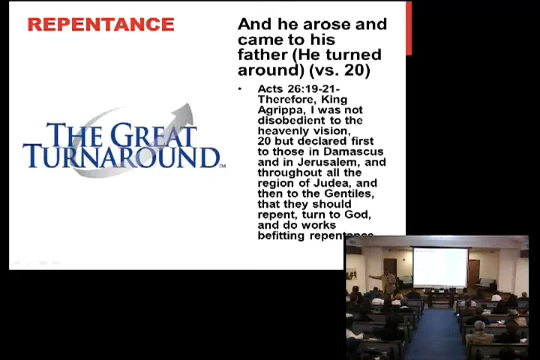 REPENTANCE
THE GREAT
TURNAROUND
And he arose and
came to his
father (He turned
around) (vs. 20)
• Acts 26:19-21-
Therefore, King
Agrippa, I was not
disobedient to the
heavenly vision,
20 but declared first
to those in Damascus
and in Jerusalem, and
throughout all the
region of Judea, and
then to the Gentiles,
that they should
repent, turn to God,
and do works
befitting repentance